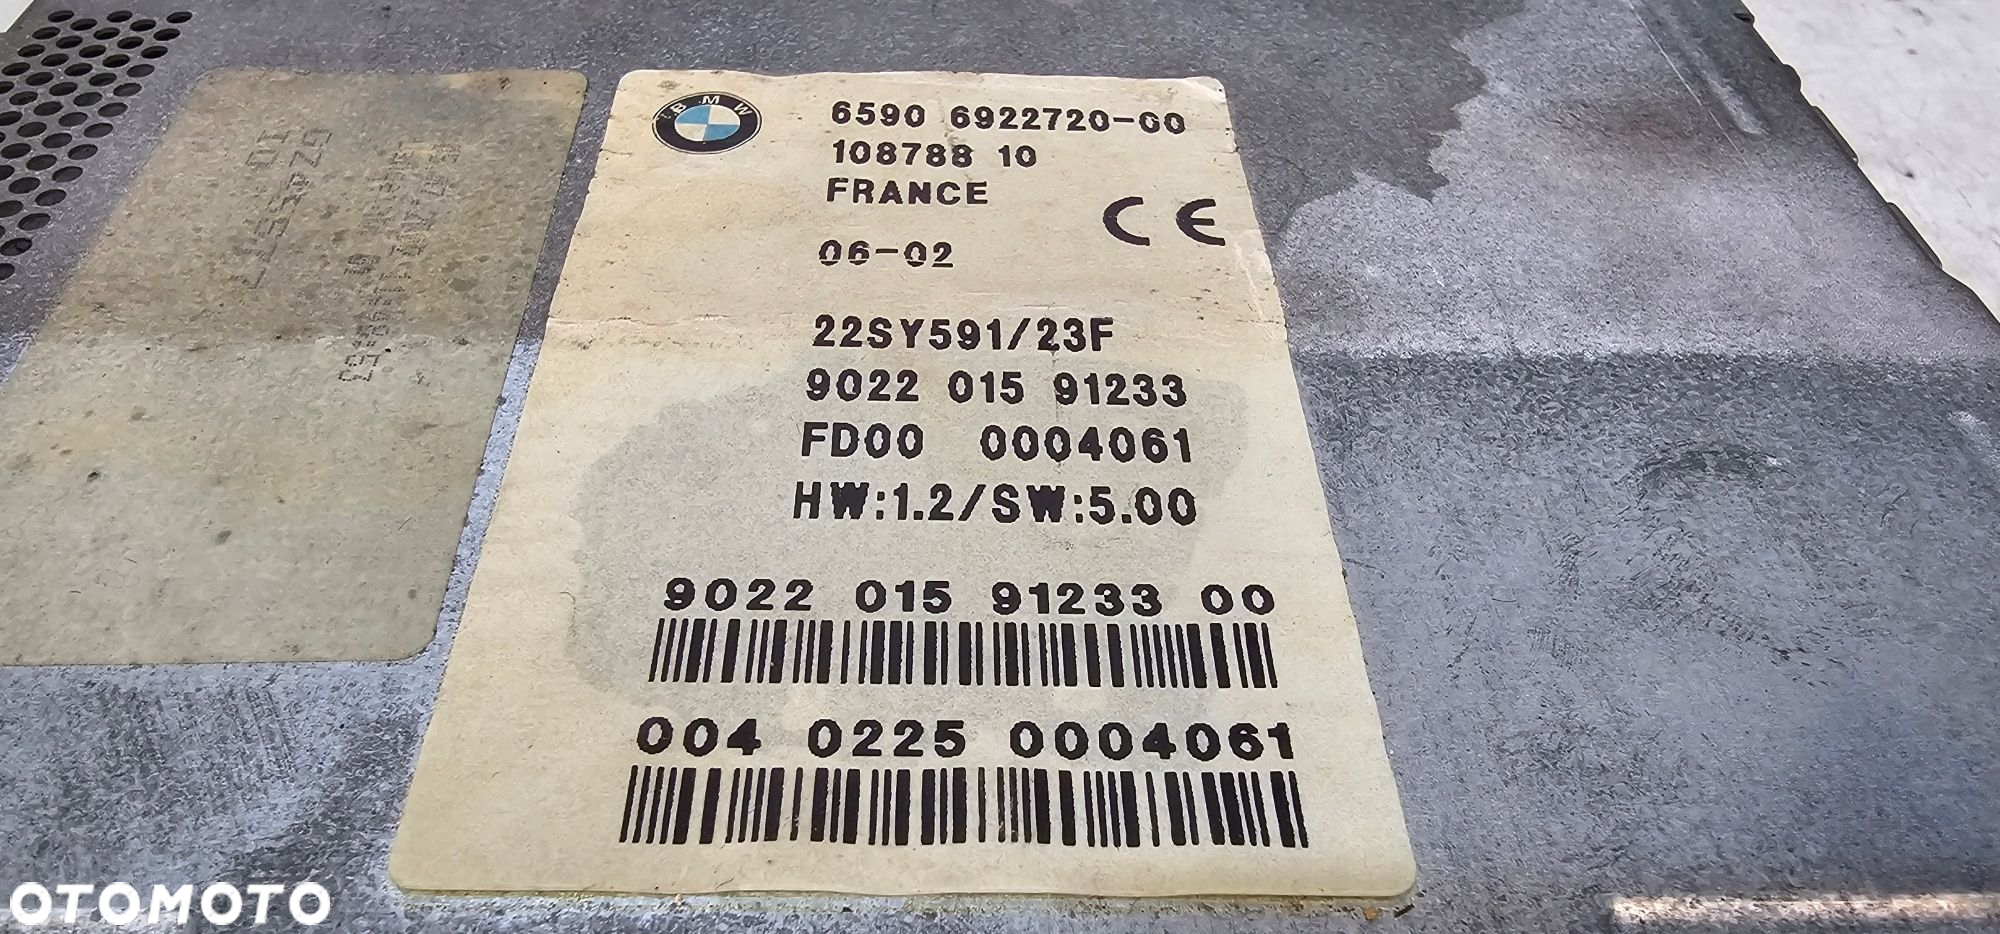 BMW
6590 6922720-00
108788 10
FRANCE
CE
06-02
22SY591/23F
9022 015 91233
FD00 0004061
HW:1.2/SW:5.00
9022 015 91233 00
004 0225 0004061
OTOMOTO